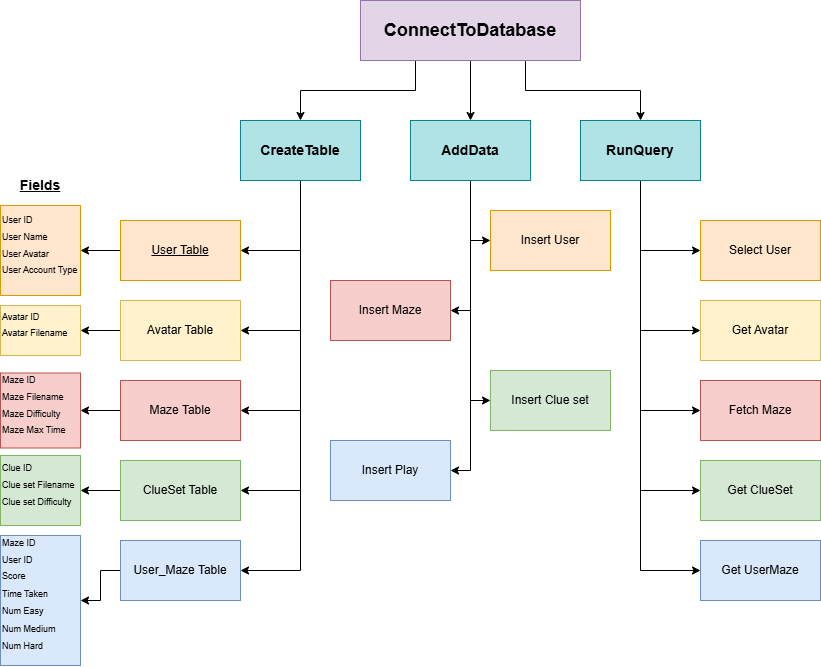 ConnectToDatabase
CreateTable
AddData
RunQuery
Fields
User ID
User Name
User Avatar
User Account Type
User Table
Insert User
Select User
Avatar ID
Avatar Filename
Avatar Table
Insert Maze
Get Avatar
Maze ID
Maze Filename
Maze Difficulty
Maze Max Time
Maze Table
Insert Clue set
Fetch Maze
Clue ID
Clue set Filename
Clue set Difficulty
ClueSet Table
Insert Play
Get ClueSet
Maze ID
User ID
Score
Time Taken
Num Easy
Num Medium
Num Hard
User_Maze Table
Get UserMaze